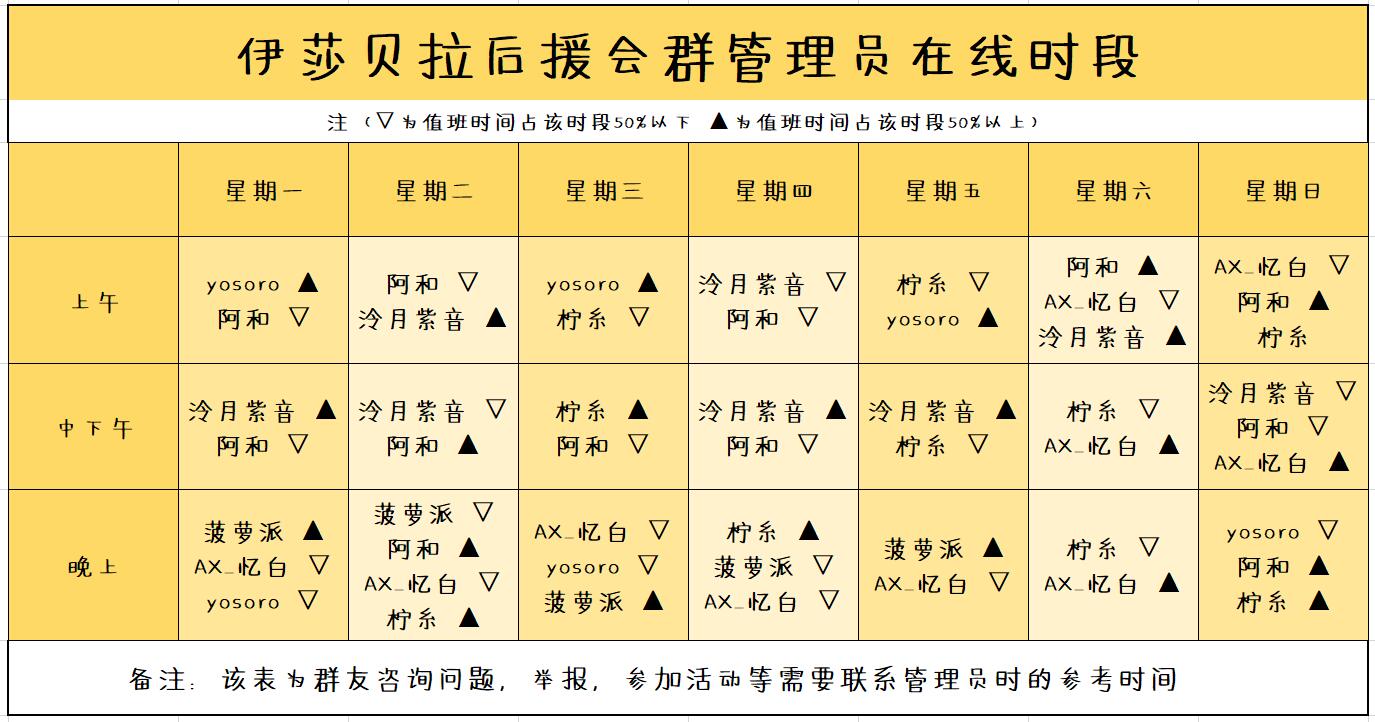 伊莎贝拉后援会群管理员在线时段
注（▽为值班时间占该时段50%以下 ▲为值班时间占该时段50%以上）
星期一 星期二 星期三 星期四 星期五 星期六 星期日
上午
yosoro ▲
阿和 ▽
阿和 ▽
泠月紫音 ▲
yosoro ▲
柠系 ▽
泠月紫音 ▽
阿和 ▽
柠系 ▽
yosoro ▲
阿和 ▲
AX_忆白 ▽
泠月紫音 ▲
AX_忆白 ▽
阿和 ▲
柠系
中下午
泠月紫音 ▲
阿和 ▽
泠月紫音 ▽
阿和 ▲
柠系 ▲
阿和 ▽
泠月紫音 ▲
阿和 ▽
泠月紫音 ▲
柠系 ▽
柠系 ▽
AX_忆白 ▲
泠月紫音 ▽
阿和 ▽
AX_忆白 ▲
晚上
菠萝派 ▲
AX_忆白 ▽
yosoro ▽
菠萝派 ▽
阿和 ▲
AX_忆白 ▽
柠系 ▲
AX_忆白 ▽
yosoro ▽
菠萝派 ▲
柠系 ▲
菠萝派 ▽
AX_忆白 ▽
菠萝派 ▲
AX_忆白 ▽
柠系 ▽
AX_忆白 ▲
yosoro ▽
阿和 ▲
柠系 ▲
备注：该表为群友咨询问题，举报，参加活动等需要联系管理员时的参考时间